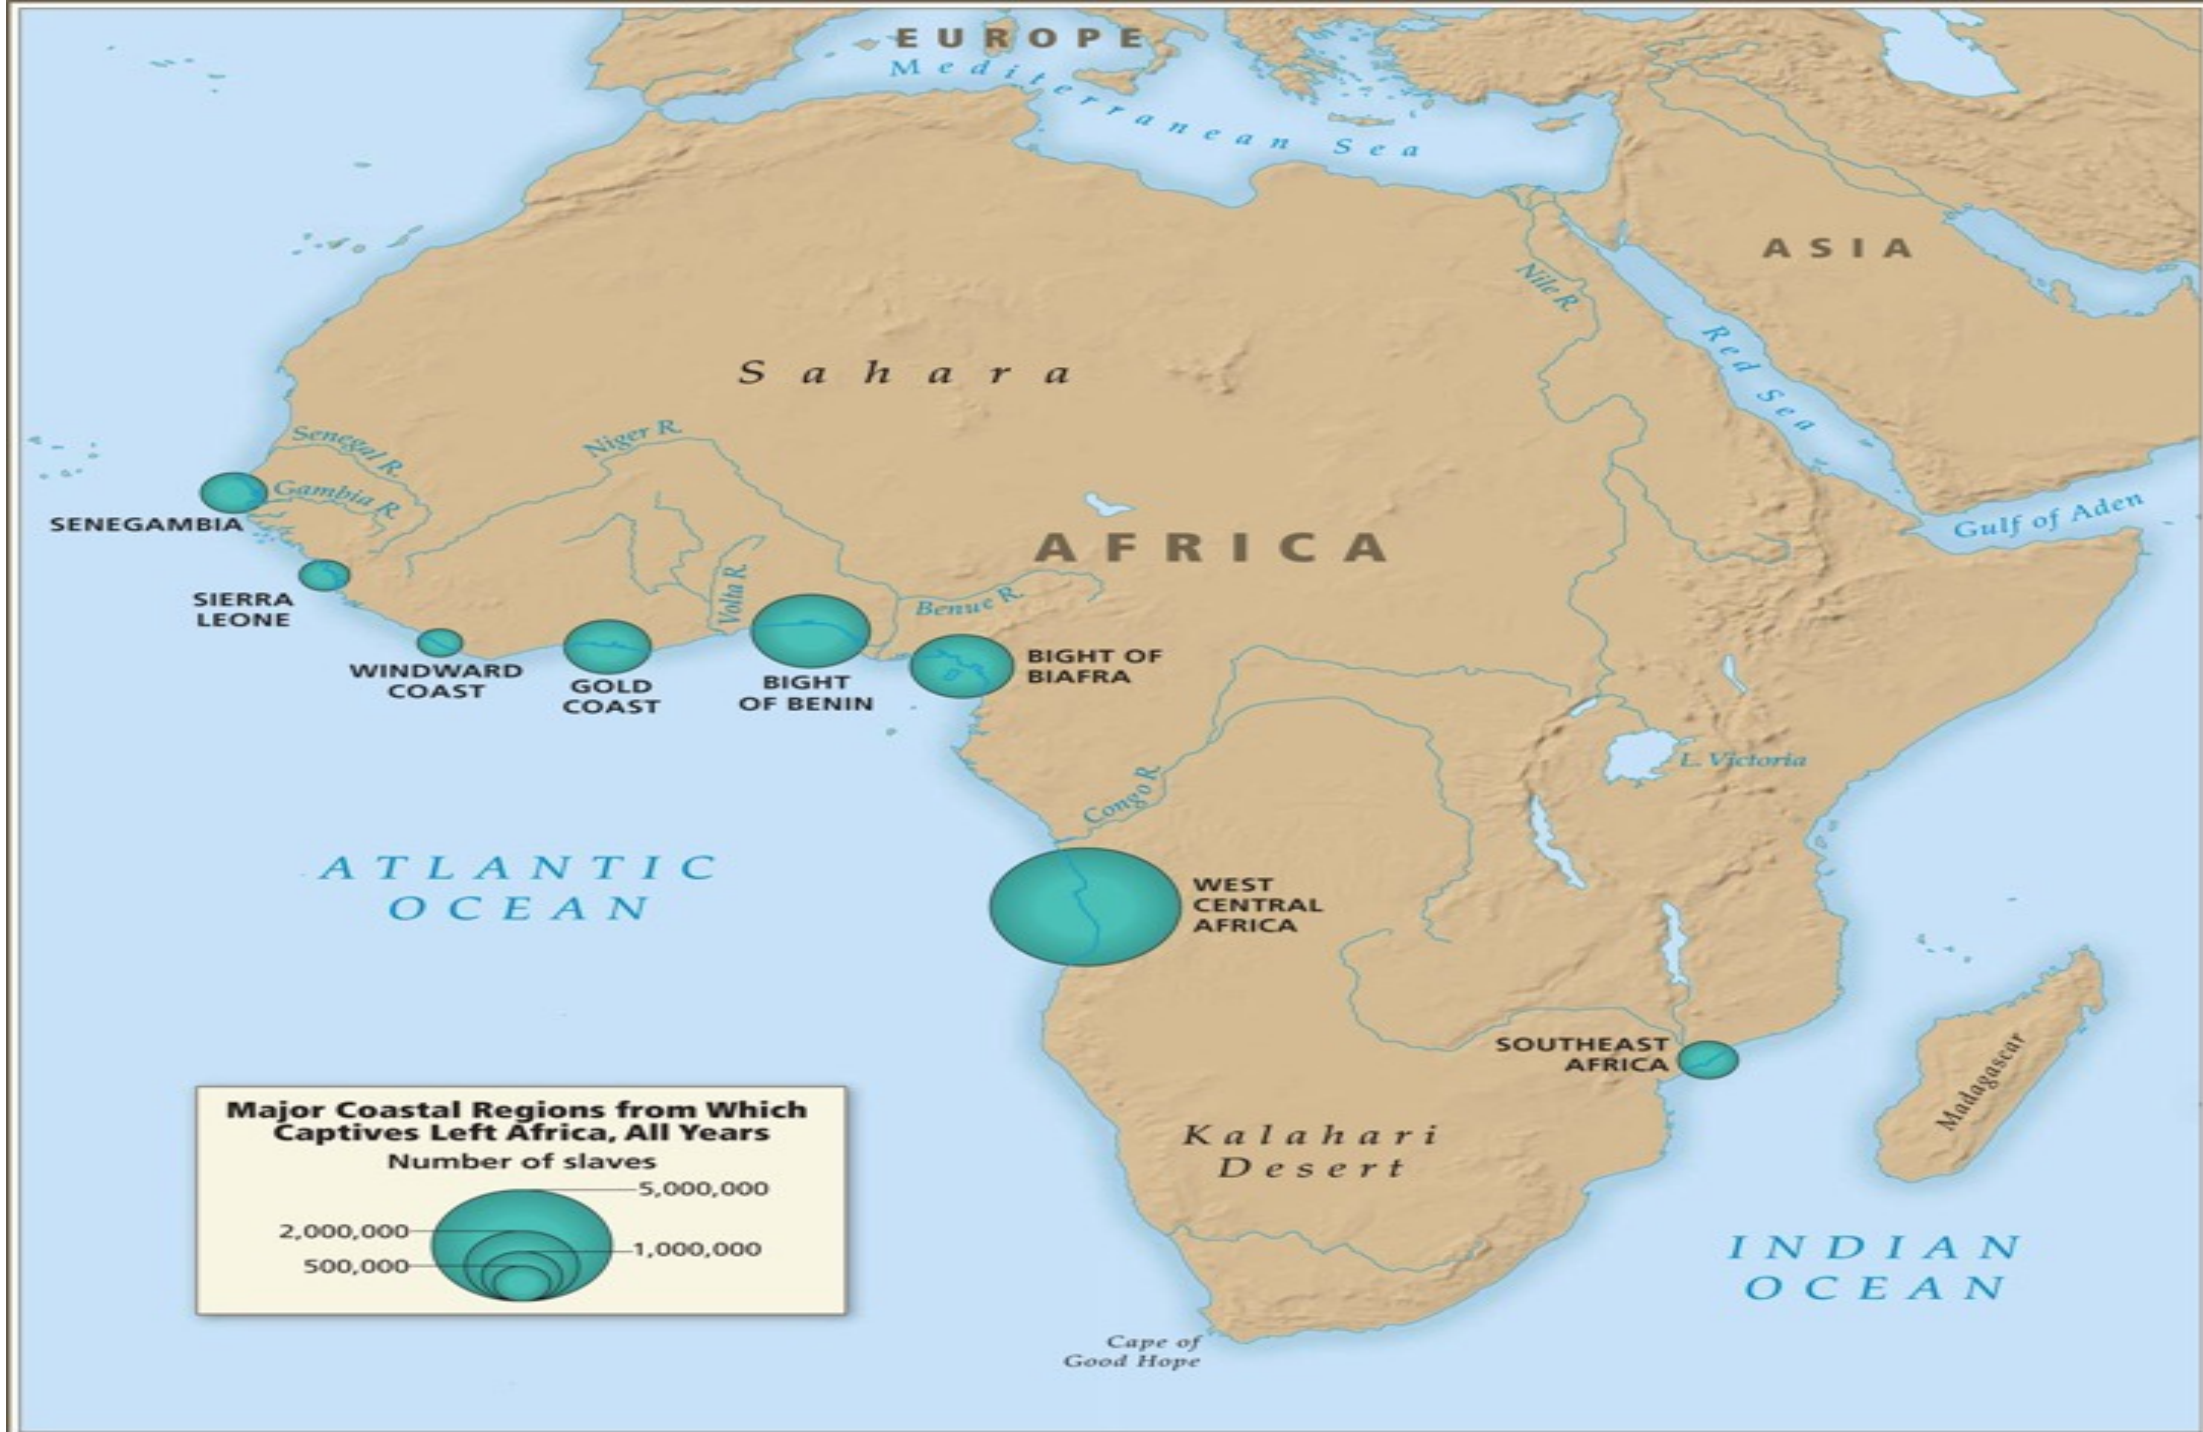 EUROPE
Mediterranean Sea
ASIA
Nile R.
Red Sea
Sahara
Senegal R.
Niger R.
Gambia R.
SENEGAMBIA
Gulf of Aden
AFRICA
SIERRA
LEONE
Volta R.
Benue R.
WINDWARD
COAST
GOLD
COAST
BIGHT
OF BENIN
BIGHT OF
BIAFRA
L. Victoria
Congo R.
ATLANTIC
OCEAN
WEST
CENTRAL
AFRICA
SOUTHEAST
AFRICA
Madagascar
Kalahari
Desert
Major Coastal Regions from Which
Captives Left Africa, All Years
Number of slaves
5,000,000
2,000,000
1,000,000
500,000
INDIAN
OCEAN
Cape of
Good Hope